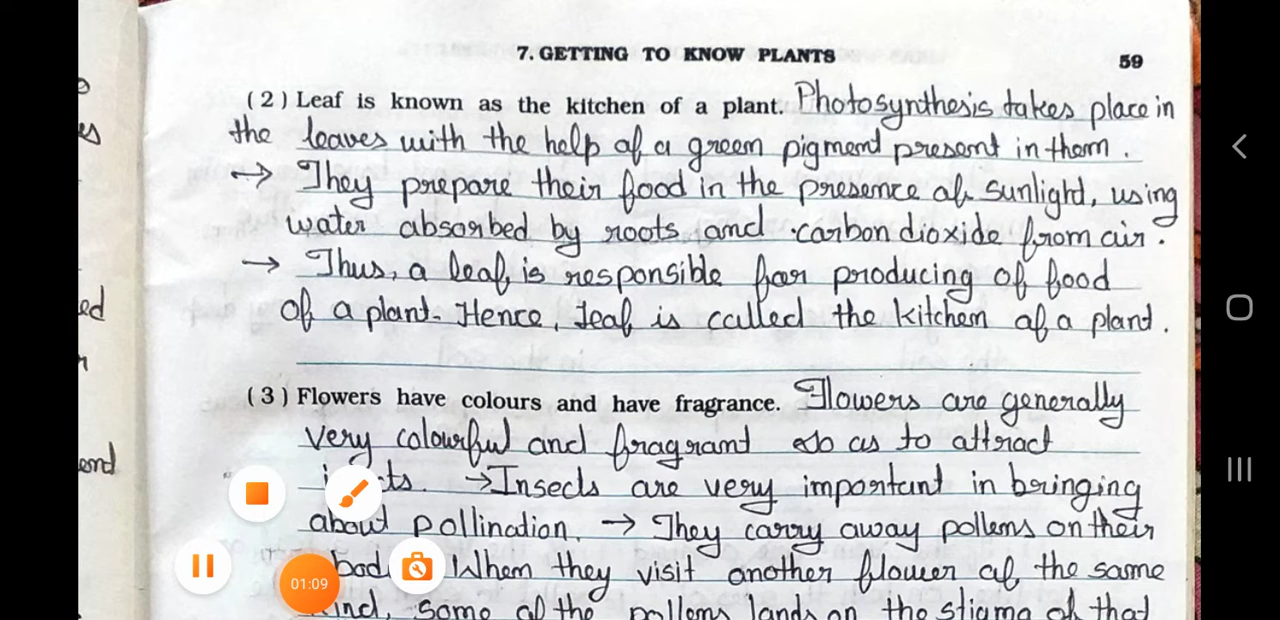 7. GETTING TO KNOW PLANTS 59
(2) Leaf is known as the kitchen of a plant. Photosynthesis takes place in
the leaves with the help of a green pigment present in them.
→ They prepare their food in the presence of sunlight, using
water absorbed by roots and carbondioxide from air.
→ Thus, a leaf is responsible for producing of food
of a plant. Hence, leaf is called the kitchen of a plant.
(3) Flowers have colours and have fragrance. Flowers are generally
very colourful and fragrant so as to attract
→ Insects are very important in bringing
about pollination. → They carry away pollens on their
When they visit another flower of the same
kind, some of the pollens lands on the stigma of that
ed
end
01:09